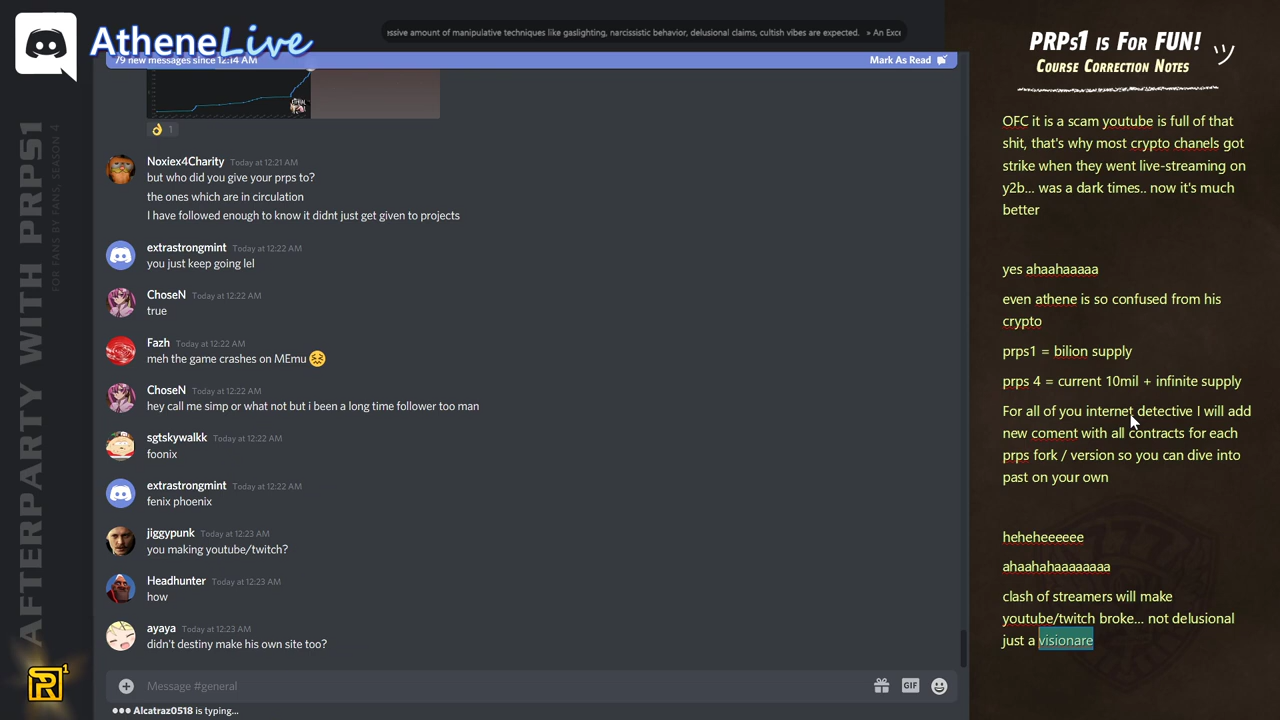 AtheneLive
essive amount of manipulative techniques like gaslighting, narcissistic behavior, delusional claims, cultish vibes are expected. » An Exce
79 new messages since 12:14 AM
Mark As Read
1
Noxiex4Charity Today at 12:21 AM
but who did you give your prps to?
the ones which are in circulation
I have followed enough to know it didnt just get given to projects
extrastrongmint Today at 12:22 AM
you just keep going lel
ChoseN Today at 12:22 AM
true
Fazh Today at 12:22 AM
meh the game crashes on MEmu 😖
ChoseN Today at 12:22 AM
hey call me simp or what not but i been a long time follower too man
sgtskywalkk Today at 12:22 AM
foonix
extrastrongmint Today at 12:22 AM
fenix phoenix
jiggypunk Today at 12:23 AM
you making youtube/twitch?
Headhunter Today at 12:23 AM
how
ayaya Today at 12:23 AM
didn't destiny make his own site too?
Message #general
GIF
Alcatraz0518 is typing...
AFTERPARTY WITH PRPS1
FOR FANS BY FANS, SEASON 4
R1
PRPs1 is For FUN!
Course Correction Notes
ツ
OFC it is a scam youtube is full of that
shit, that's why most crypto chanels got
strike when they went live-streaming on
y2b... was a dark times.. now it's much
better
yes ahaahaaaaa
even athene is so confused from his
crypto
prps1 = bilion supply
prps 4 = current 10mil + infinite supply
For all of you internet detective I will add
new coment with all contracts for each
prps fork / version so you can dive into
past on your own
heheheeeeee
ahaahahaaaaaaaa
clash of streamers will make
youtube/twitch broke... not delusional
just a visionare